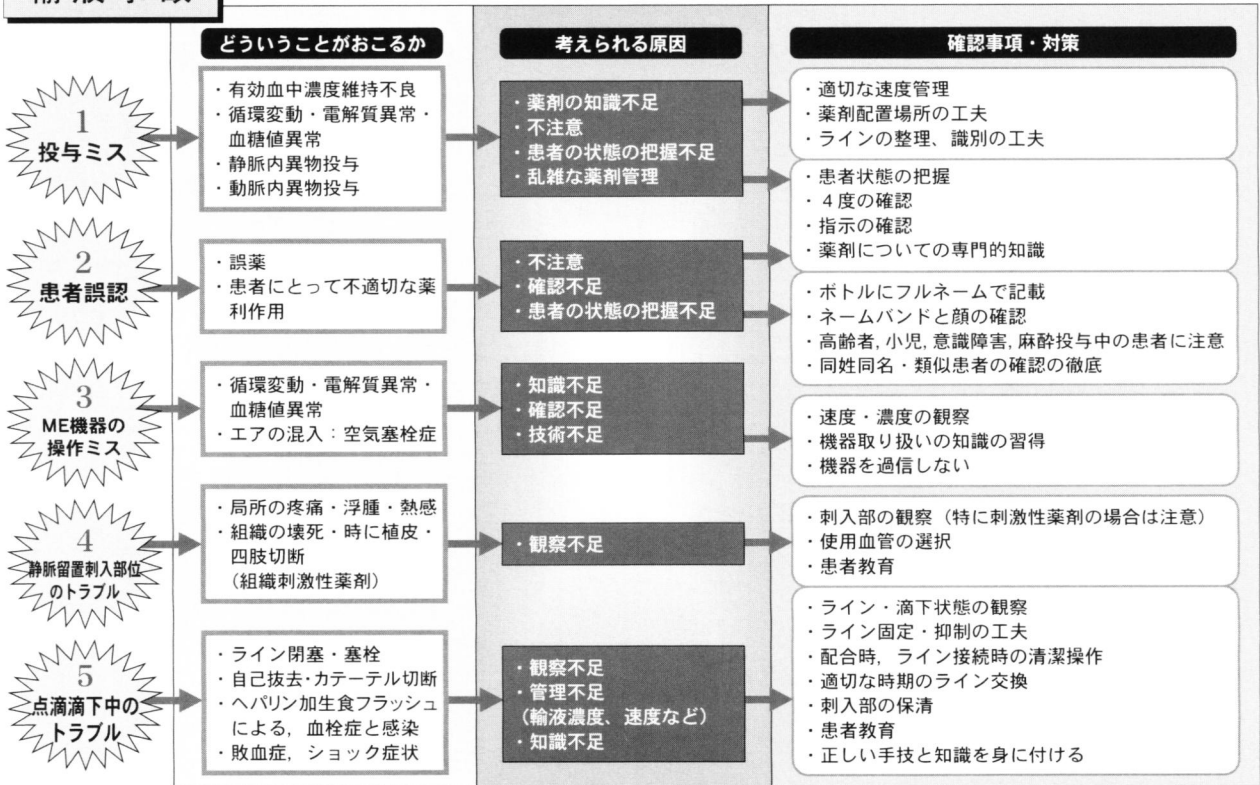 どういうことがおこるか
考えられる原因
確認事項・対策
1
投与ミス
・有効血中濃度維持不良
・循環変動・電解質異常・
血糖値異常
・静脈内異物投与
・動脈内異物投与
・薬剤の知識不足
・不注意
・患者の状態の把握不足
・乱雑な薬剤管理
・適切な速度管理
・薬剤配置場所の工夫
・ラインの整理、識別の工夫
・患者状態の把握
・4度の確認
・指示の確認
・薬剤についての専門的知識
2
患者誤認
・誤薬
・患者にとって不適切な薬
利作用
・不注意
・確認不足
・患者の状態の把握不足
・ボトルにフルネームで記載
・ネームバンドと顔の確認
・高齢者, 小児, 意識障害, 麻酔投与中の患者に注意
・同姓同名・類似患者の確認の徹底
3
ME機器の
操作ミス
・循環変動・電解質異常・
血糖値異常
・エアの混入：空気塞栓症
・知識不足
・確認不足
・技術不足
・速度・濃度の観察
・機器取り扱いの知識の習得
・機器を過信しない
4
静脈留置刺入部位
のトラブル
・局所の疼痛・浮腫・熱感
・組織の壊死・時に植皮・
四肢切断
（組織刺激性薬剤）
・観察不足
・刺入部の観察（特に刺激性薬剤の場合は注意）
・使用血管の選択
・患者教育
5
点滴滴下中の
トラブル
・ライン閉塞・塞栓
・自己抜去・カテーテル切断
・ヘパリン加生食フラッシュ
による，血栓症と感染
・敗血症，ショック症状
・観察不足
・管理不足
（輸液濃度、速度など）
・知識不足
・ライン・滴下状態の観察
・ライン固定・抑制の工夫
・配合時，ライン接続時の清潔操作
・適切な時期のライン交換
・刺入部の保清
・患者教育
・正しい手技と知識を身に付ける